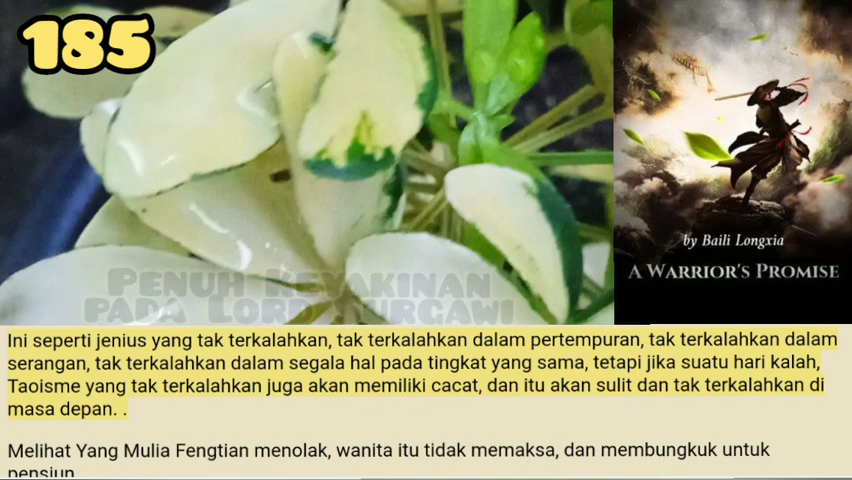 185
by Baili Longxia
A Warrior's Promise
Penuh Keyakinan
pada Lord Durgawi
Ini seperti jenius yang tak terkalahkan, tak terkalahkan dalam pertempuran, tak terkalahkan dalam
serangan, tak terkalahkan dalam segala hal pada tingkat yang sama, tetapi jika suatu hari kalah,
Taoisme yang tak terkalahkan juga akan memiliki cacat, dan itu akan sulit dan tak terkalahkan di
masa depan. .
Melihat Yang Mulia Fengtian menolak, wanita itu tidak memaksa, dan membungkuk untuk
pensiun